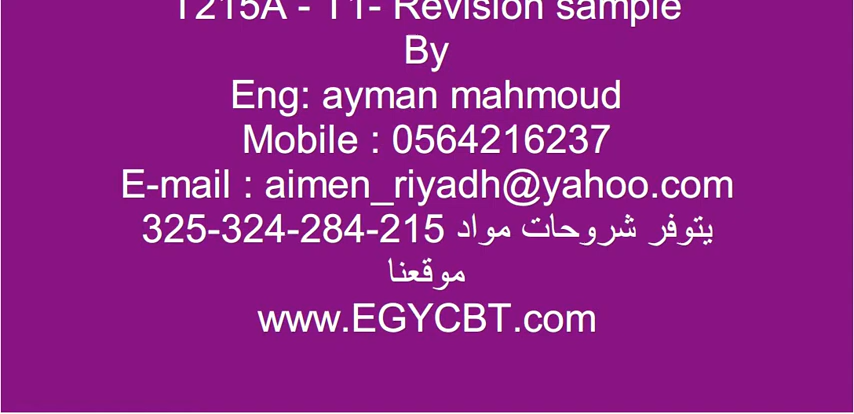 T215A - T1- Revision sample
By
Eng: ayman mahmoud
Mobile : 0564216237
E-mail : aimen_riyadh@yahoo.com
يتوفر شروحات مواد 215-284-324-325
موقعنا
www.EGYCBT.com